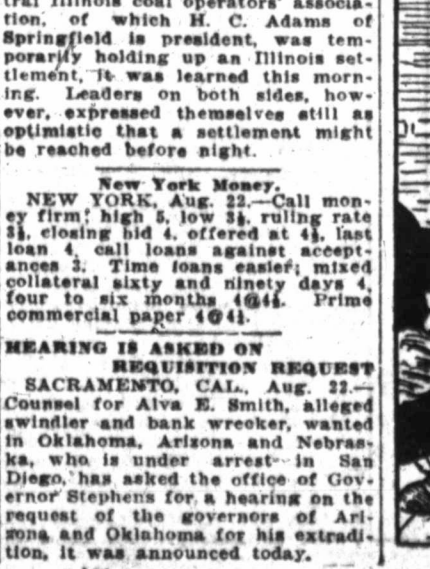 tral Illinois coal operators' associa-
tion, of which H. C. Adams of
Springfield is president, was tem-
porarily holding up an Illinois set-
tlement, it was learned this morn-
ing. Leaders on both sides, how-
ever, expressed themselves still as
optimistic that a settlement might
be reached before night.
New York Money.
NEW YORK, Aug. 22.—Call mon-
ey firm; high 5, low 3½, ruling rate
3½, closing bid 4, offered at 4½, last
loan 4, call loans against accept-
ances 3. Time loans easier; mixed
collateral sixty and ninety days 4,
four to six months 4@4½. Prime
commercial paper 4@4½.
HEARING IS ASKED ON
REQUISITION REQUEST
SACRAMENTO, CAL., Aug. 22.—
Counsel for Alva E. Smith, alleged
swindler and bank wrecker, wanted
in Oklahoma, Arizona and Nebras-
ka, who is under arrest in San
Diego, has asked the office of Gov-
ernor Stephens for a hearing on the
request of the governors of Ari-
zona and Oklahoma for his extradi-
tion, it was announced today.